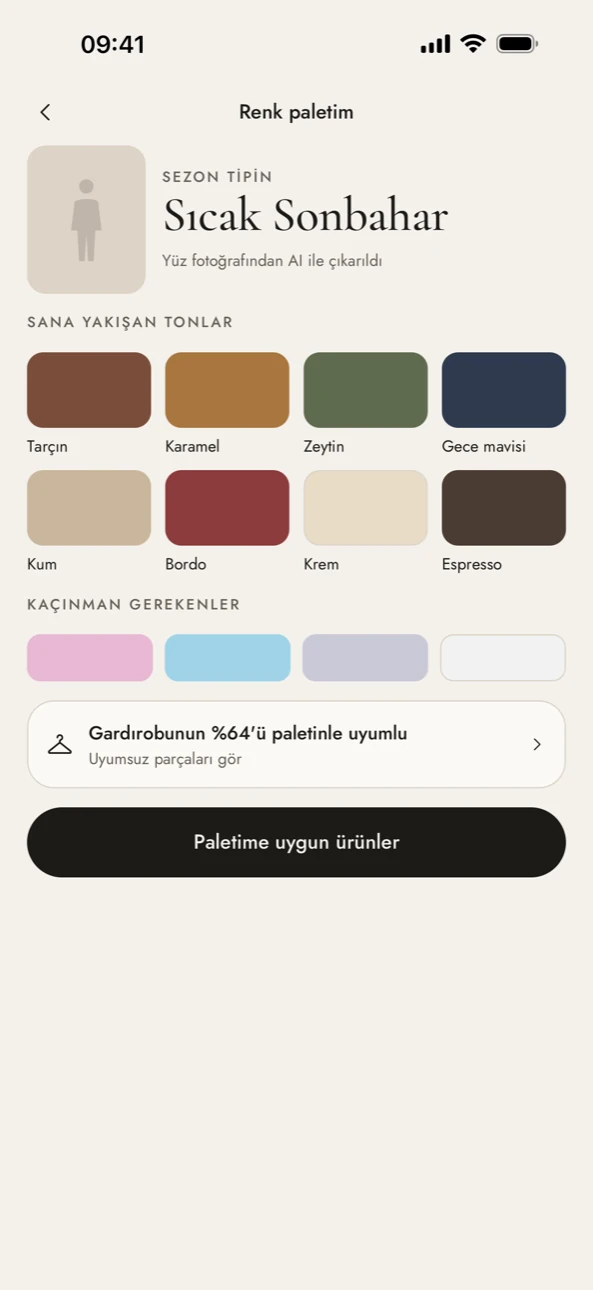 09:41
Renk paletim
SEZON TİPİN
Sıcak Sonbahar
Yüz fotoğrafından AI ile çıkarıldı
SANA YAKIŞAN TONLAR
Tarçın Karamel Zeytin Gece mavisi
Kum Bordo Krem Espresso
KAÇINMAN GEREKENLER
Gardırobunun %64'ü paletinle uyumlu
Uyumsuz parçaları gör
Paletime uygun ürünler